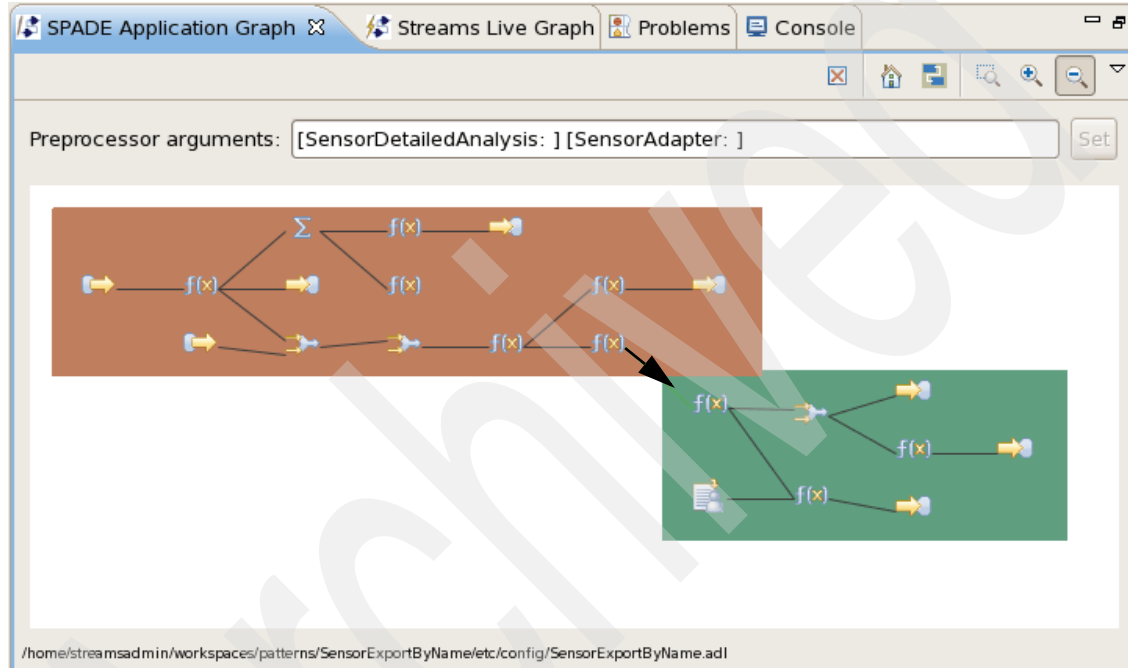 SPADE Application Graph
Streams Live Graph
Problems
Console
Preprocessor arguments: [SensorDetailedAnalysis: ] [SensorAdapter: ]
Set
Σ f(x)
f(x) f(x) f(x)
f(x) f(x)
f(x)
f(x)
f(x)
/home/streamsadmin/workspaces/patterns/SensorExportByName/etc/config/SensorExportByName.adl
Archived